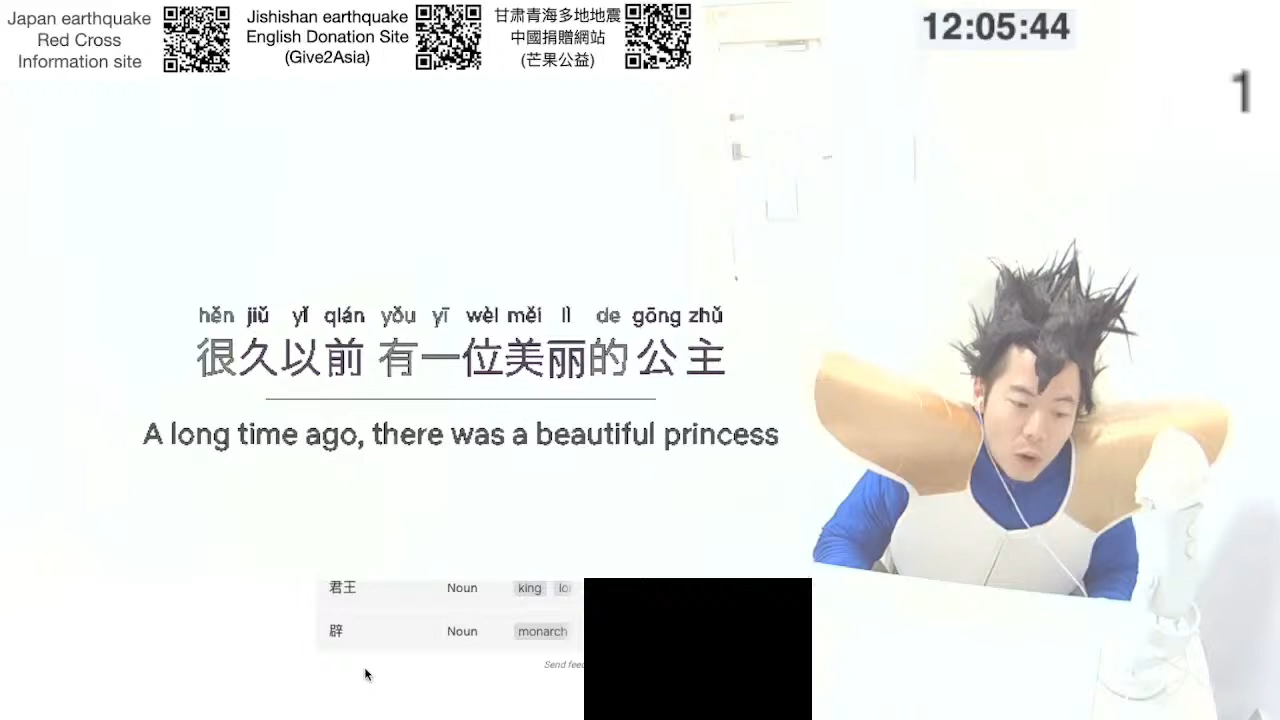 Japan earthquake
Red Cross
Information site
Jishishan earthquake
English Donation Site
(Give2Asia)
甘肃青海多地地震
中國捐贈網站
(芒果公益)
12:05:44
1
hěn jiǔ yǐ qián yǒu yī wèi měi lì de gōng zhǔ
很久以前 有一位美丽的公主
A long time ago, there was a beautiful princess
君王 Noun king
辟 Noun monarch
Send